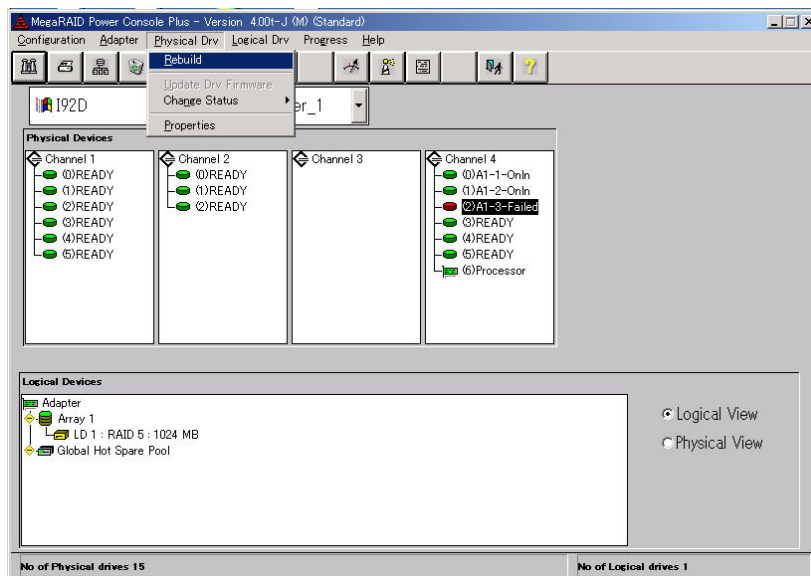 MegaRAID Power Console Plus - Version 4.00t-J (M) (Standard)
Configuration Adapter Physical Drv Logical Drv Progress Help
Rebuild
Update Drv Firmware
Change Status
Properties
I92D
er_1
Physical Devices
Channel 1
(0)READY
(1)READY
(2)READY
(3)READY
(4)READY
(5)READY
Channel 2
(0)READY
(1)READY
(2)READY
Channel 3
Channel 4
(0)A1-1-Onln
(1)A1-2-Onln
(2)A1-3-Failed
(3)READY
(4)READY
(5)READY
(6)Processor
Logical Devices
Adapter
Array 1
LD 1 : RAID 5 : 1024 MB
Global Hot Spare Pool
Logical View
Physical View
No of Physical drives 15
No of Logical drives 1